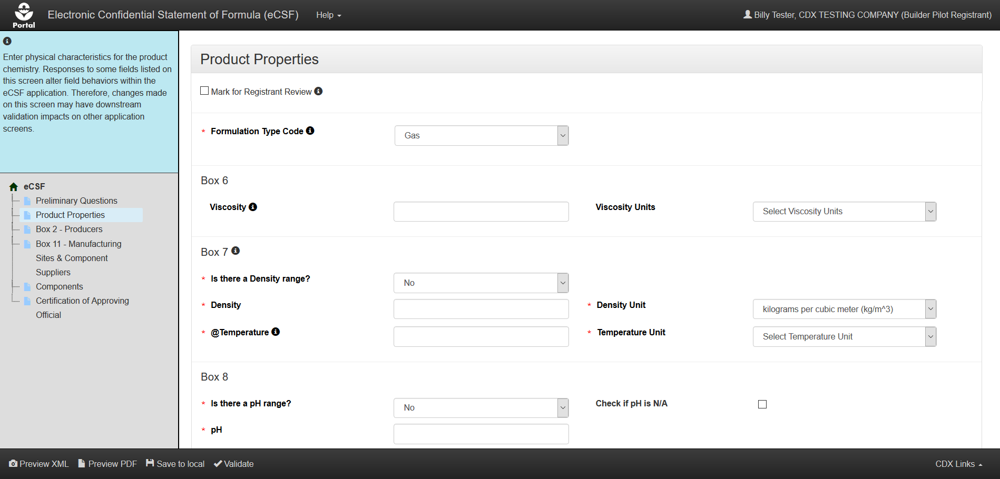 Portal
Electronic Confidential Statement of Formula (eCSF)
Help
Billy Tester, CDX TESTING COMPANY (Builder Pilot Registrant)
Enter physical characteristics for the product
chemistry. Responses to some fields listed on
this screen alter field behaviors within the
eCSF application. Therefore, changes made
on this screen may have downstream
validation impacts on other application
screens.
eCSF
Preliminary Questions
Product Properties
Box 2 - Producers
Box 11 - Manufacturing
Sites & Component
Suppliers
Components
Certification of Approving
Official
Product Properties
Mark for Registrant Review
* Formulation Type Code
Gas
Box 6
Viscosity
Viscosity Units
Select Viscosity Units
Box 7
* Is there a Density range?
No
* Density
* Density Unit
kilograms per cubic meter (kg/m^3)
* @Temperature
* Temperature Unit
Select Temperature Unit
Box 8
* Is there a pH range?
No
Check if pH is N/A
* pH
Preview XML
Preview PDF
Save to local
Validate
CDX Links